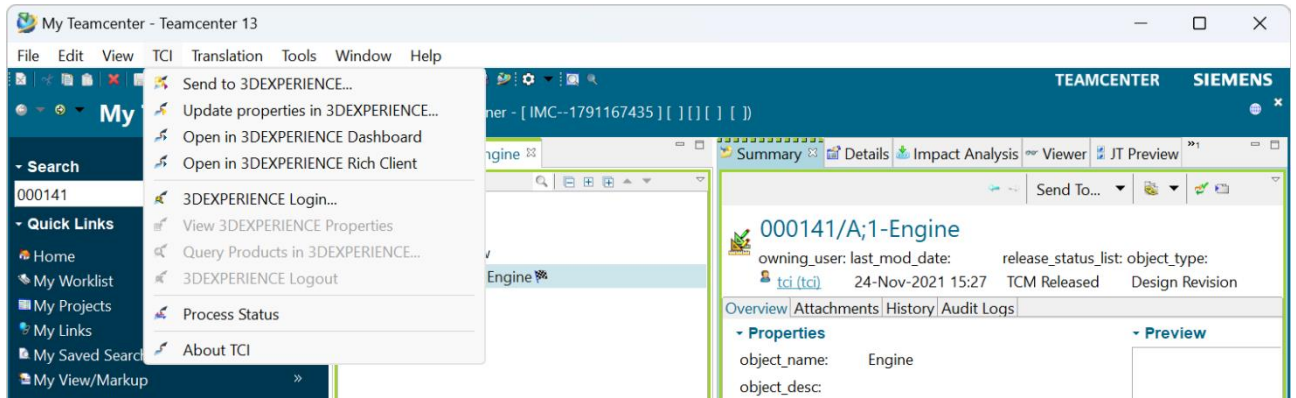 My Teamcenter - Teamcenter 13
File Edit View TCI Translation Tools Window Help
TEAMCENTER SIEMENS
My
ner - [ IMC--1791167435 ] [ ] [] [ ] [ ])
Send to 3DEXPERIENCE...
Update properties in 3DEXPERIENCE...
Open in 3DEXPERIENCE Dashboard
Open in 3DEXPERIENCE Rich Client
3DEXPERIENCE Login...
View 3DEXPERIENCE Properties
Query Products in 3DEXPERIENCE...
3DEXPERIENCE Logout
Process Status
About TCI
Search
000141
Quick Links
Home
My Worklist
My Projects
My Links
My Saved Search
My View/Markup »
ngine
Engine
Summary Details Impact Analysis Viewer JT Preview »1
Send To...
000141/A;1-Engine
owning_user: last_mod_date: release_status_list: object_type:
tci (tci) 24-Nov-2021 15:27 TCM Released Design Revision
Overview Attachments History Audit Logs
Properties Preview
object_name: Engine
object_desc: